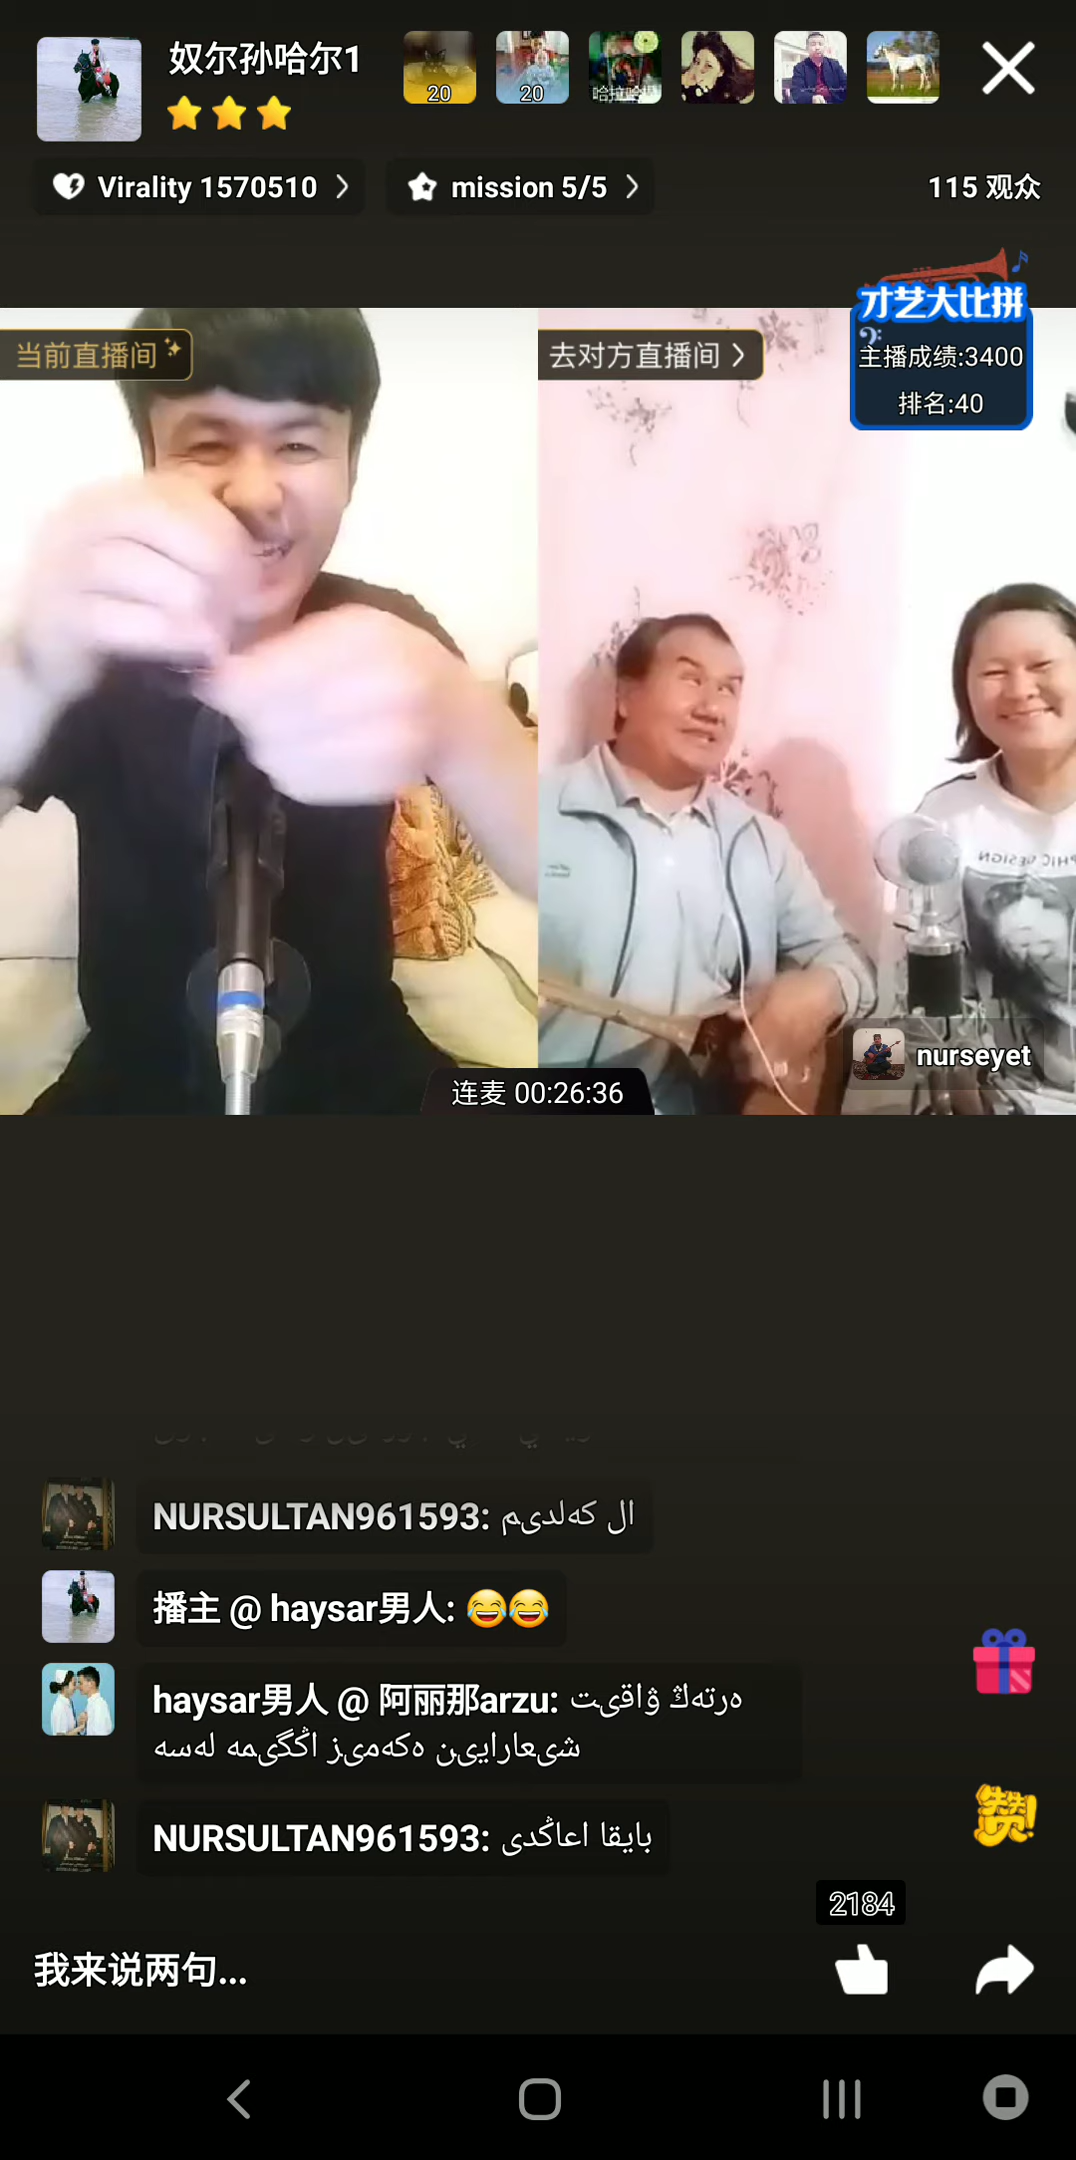 奴尔孙哈尔1
20
20
Virality 1570510
mission 5/5
115 观众
才艺大比拼
主播成绩:3400
排名:40
当前直播间
去对方直播间
nurseyet
连麦 00:26:36
NURSULTAN961593: ال كەلدىم
播主 @ haysar男人: 😂😂
haysar男人 @ 阿丽那arzu: ەرتەڭ ۋاقىت
شىعارايىن ەكەمىز اڭگىمە لەسە
NURSULTAN961593: بايقا اعاڭدى
赞!
2184
我来说两句...